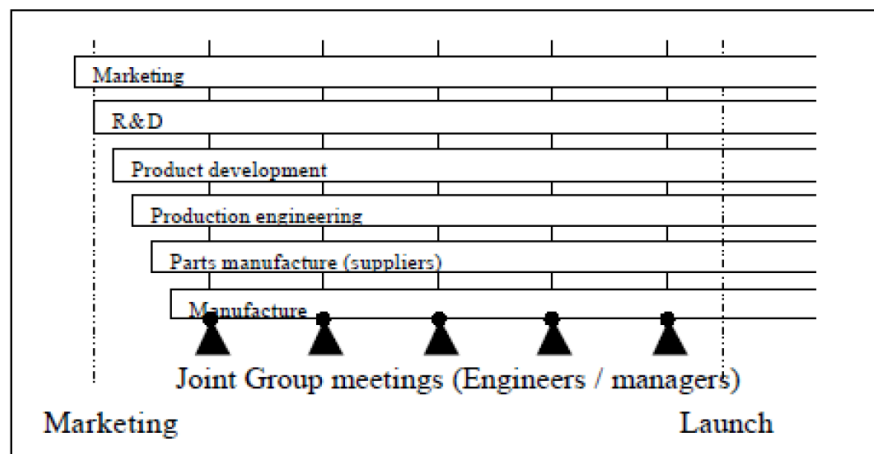 Marketing
R&D
Product development
Production engineering
Parts manufacture (suppliers)
Manufacture
Joint Group meetings (Engineers / managers)
Marketing
Launch